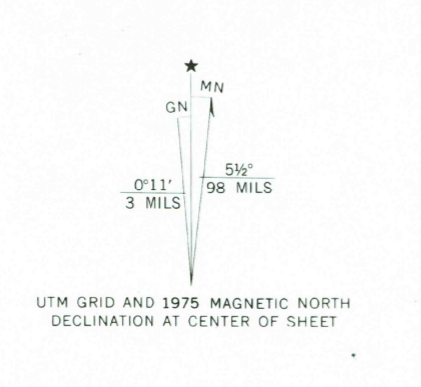 MN
GN
5½°
98 MILS
0°11'
3 MILS
UTM GRID AND 1975 MAGNETIC NORTH
DECLINATION AT CENTER OF SHEET